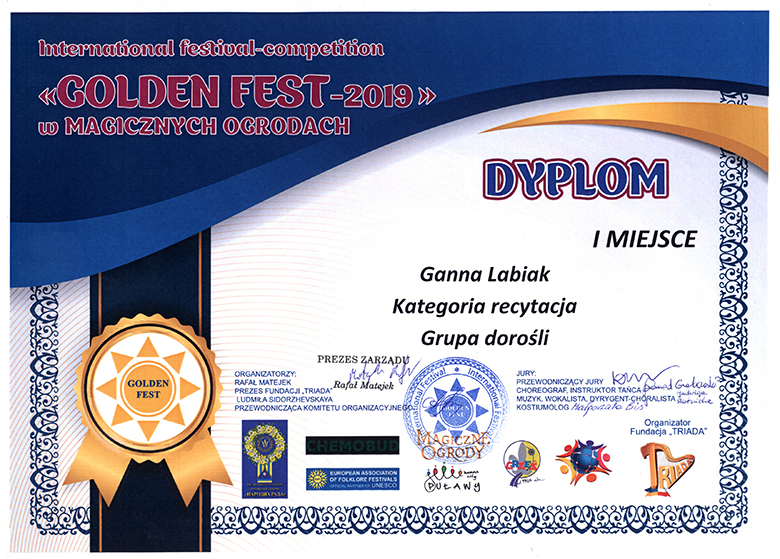 International festival-competition
«GOLDEN FEST-2019»
w MAGICZNYCH OGRODACH
DYPLOM
I MIEJSCE
Ganna Labiak
Kategoria recytacja
Grupa dorośli
GOLDEN
FEST
PREZES ZARZĄDU
Rafał Matejek
ORGANIZATORZY:
RAFAŁ MATEJEK
PREZES FUNDACJI „TRIADA”
LUDMIŁA SIDORZHEVSKAYA
PRZEWODNICZĄCA KOMITETU ORGANIZACYJNEGO
International Festival
GOLDEN
FEST
JURY:
PRZEWODNICZĄCY JURY
CHOREOGRAF, INSTRUKTOR TAŃCA
MUZYK, WOKALISTA, DYRYGENT-CHÓRALISTA
KOSTIUMOLOG
CHEMOBUD
EUROPEAN ASSOCIATION
OF FOLKLORE FESTIVALS
OFFICIAL PARTNER OF UNESCO
MAGICZNE
OGRODY
PUŁAWY
Organizator
Fundacja „TRIADA”
TRIADA